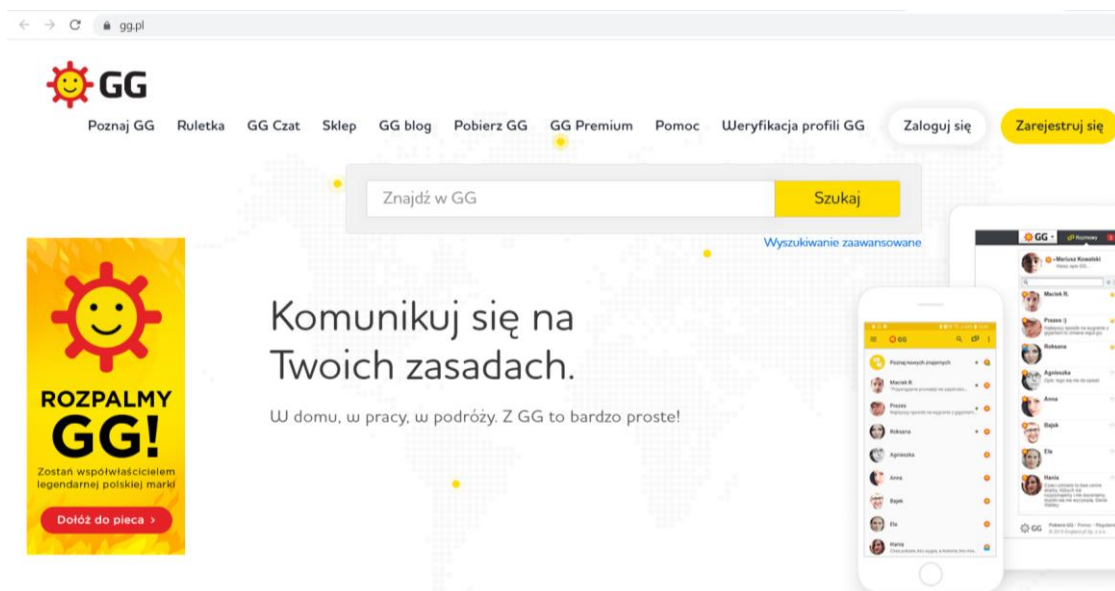 gg.pl
GG
Poznaj GG Ruletka GG Czat Sklep GG blog Pobierz GG GG Premium Pomoc Weryfikacja profili GG Zaloguj się Zarejestruj się
Znajdź w GG Szukaj
Wyszukiwanie zaawansowane
ROZPALMY
GG!
Zostań współwłaścicielem
legendarnej polskiej marki
Dołóż do pieca >
Komunikuj się na
Twoich zasadach.
W domu, w pracy, w podróży. Z GG to bardzo proste!
GG
Poznaj nowych znajomych
Maciek R.
Prezes
Roksana
Agnieszka
Anna
Bajek
Ela
Hania
GG Rozmowy
Mariusz Kowalski
Maciek R.
Prezes :)
Roksana
Agnieszka
Anna
Bajek
Ela
Hania
GG